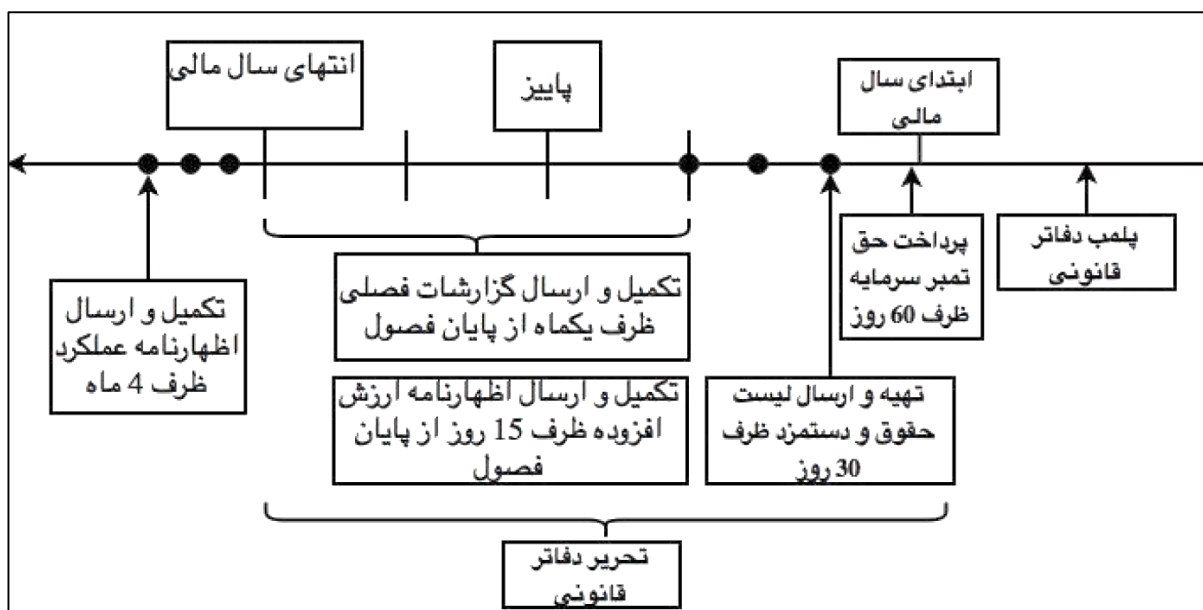 انتهای سال مالی
پاییز
ابتدای سال
مالی
پلمب دفاتر
قانونی
پرداخت حق
تمبر سرمایه
ظرف 60 روز
تکمیل و ارسال گزارشات فصلی
ظرف یکماه از پایان فصول
تکمیل و ارسال
اظهارنامه عملکرد
ظرف 4 ماه
تهیه و ارسال لیست
حقوق و دستمزد ظرف
30 روز
تکمیل و ارسال اظهارنامه ارزش
افزوده ظرف 15 روز از پایان
فصول
تحریر دفاتر
قانونی